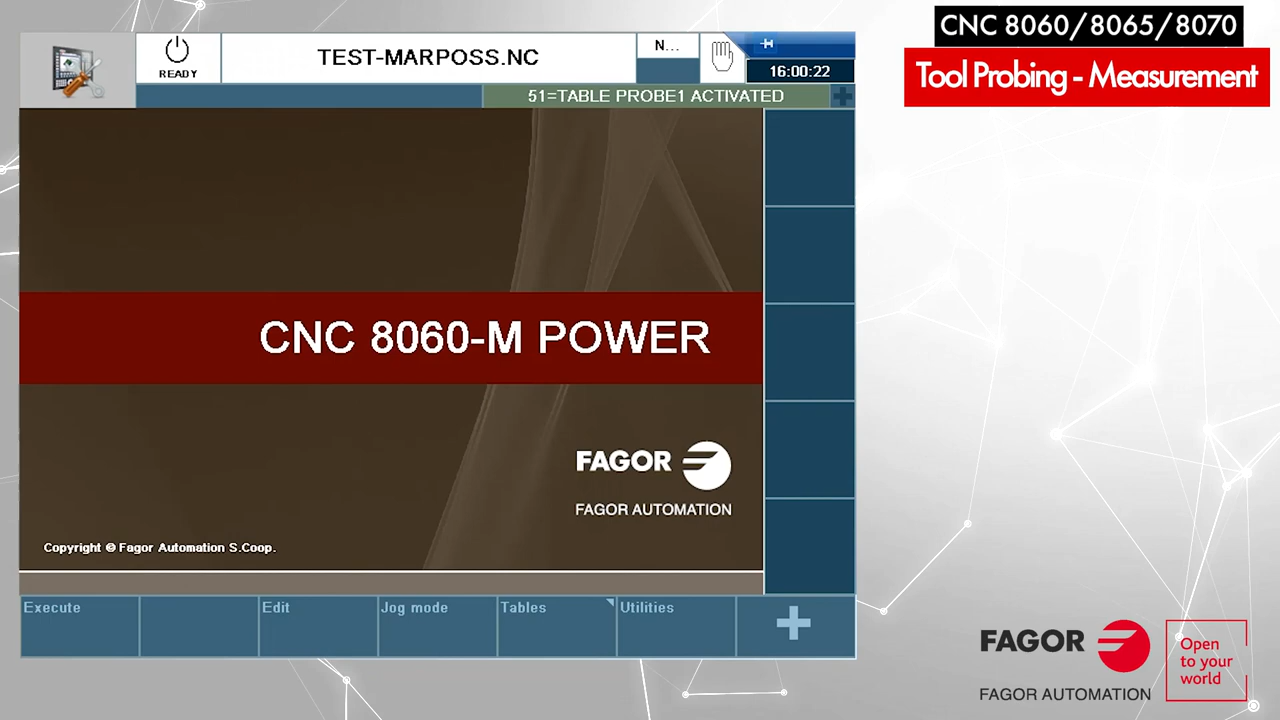 CNC 8060/8065/8070
Tool Probing - Measurement
READY
TEST-MARPOSS.NC
N...
16:00:22
51=TABLE PROBE1 ACTIVATED
CNC 8060-M POWER
FAGOR
FAGOR AUTOMATION
Copyright © Fagor Automation S.Coop.
Execute
Edit
Jog mode
Tables
Utilities
FAGOR
FAGOR AUTOMATION
Open
to your
world